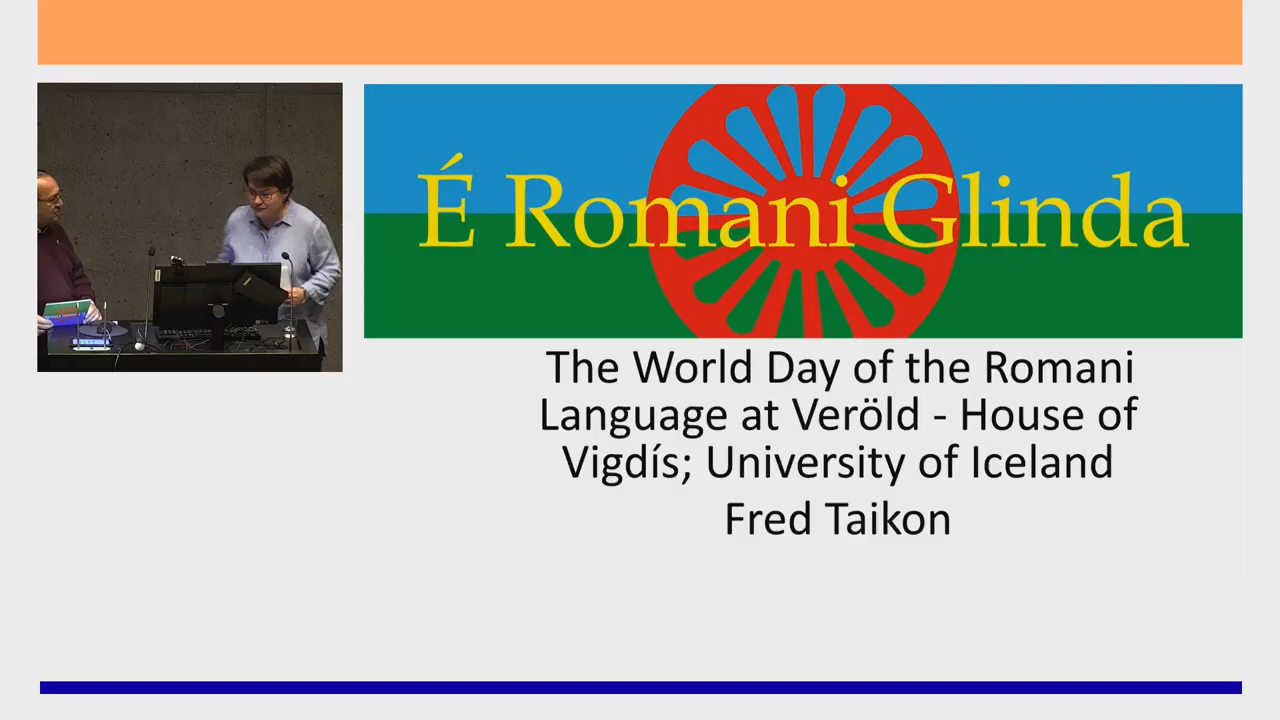 É Romani Glinda
The World Day of the Romani
Language at Veröld - House of
Vigdís; University of Iceland
Fred Taikon